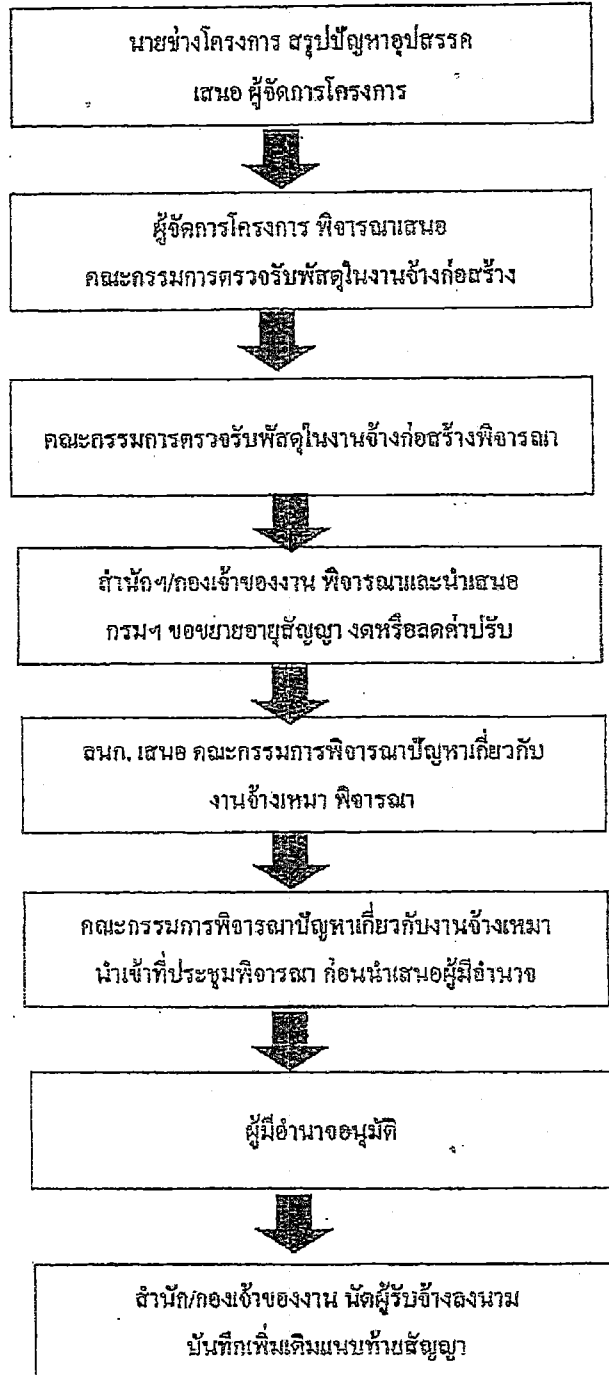 นายช่างโครงการ สรุปปัญหาอุปสรรค
เสนอ ผู้จัดการโครงการ
ผู้จัดการโครงการ พิจารณาเสนอ
คณะกรรมการตรวจรับพัสดุในงานจ้างก่อสร้าง
คณะกรรมการตรวจรับพัสดุในงานจ้างก่อสร้างพิจารณา
สำนักฯ/กองเจ้าของงาน พิจารณาและนำเสนอ
กรมฯ ขอขยายอายุสัญญา งดหรือลดค่าปรับ
ลนก. เสนอ คณะกรรมการพิจารณาปัญหาเกี่ยวกับ
งานจ้างเหมา พิจารณา
คณะกรรมการพิจารณาปัญหาเกี่ยวกับงานจ้างเหมา
นำเข้าที่ประชุมพิจารณา ก่อนนำเสนอผู้มีอำนาจ
ผู้มีอำนาจอนุมัติ
สำนัก/กองเจ้าของงาน นัดผู้รับจ้างลงนาม
บันทึกเพิ่มเติมแนบท้ายสัญญา